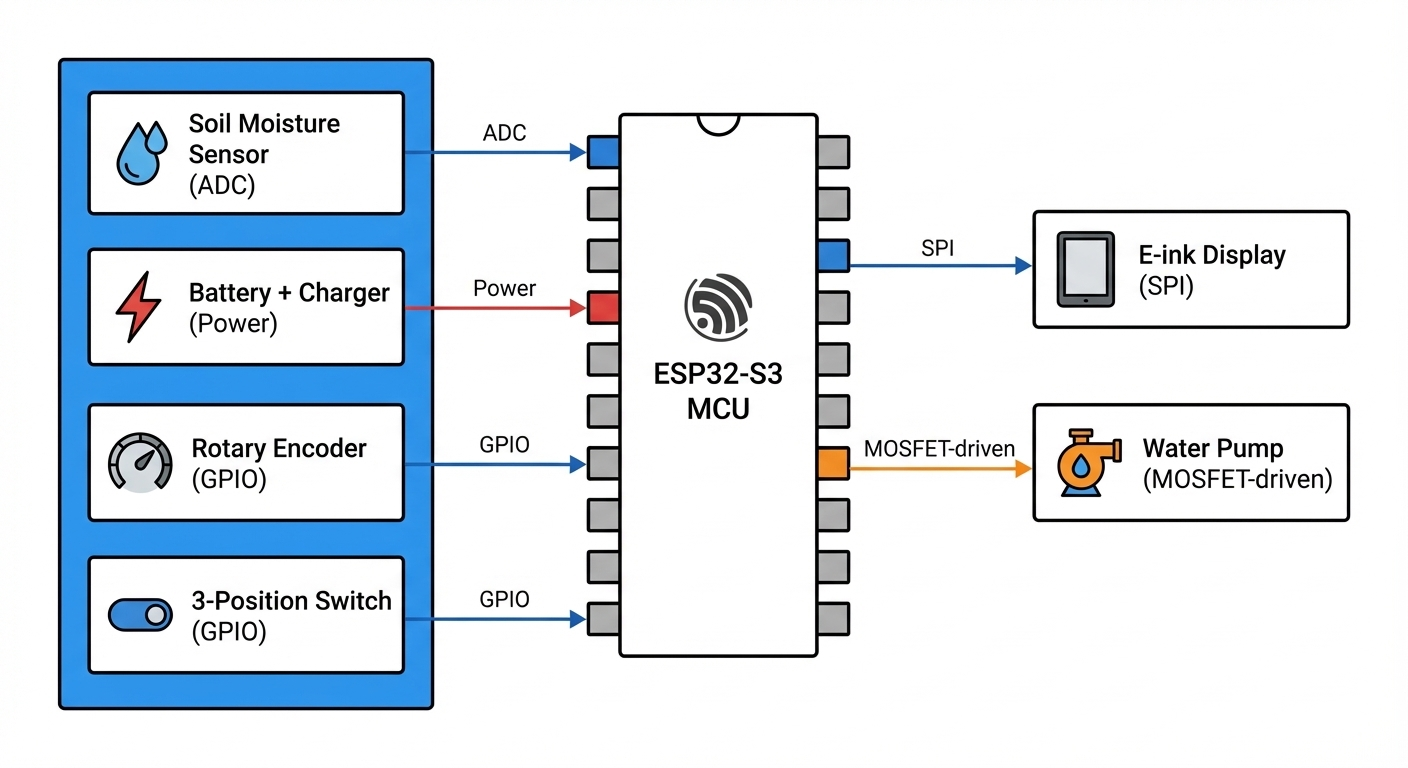 Soil Moisture
Sensor
(ADC)
Battery + Charger
(Power)
Rotary Encoder
(GPIO)
3-Position Switch
(GPIO)
ADC
Power
GPIO
GPIO
ESP32-S3
MCU
SPI
MOSFET-driven
E-ink Display
(SPI)
Water Pump
(MOSFET-driven)